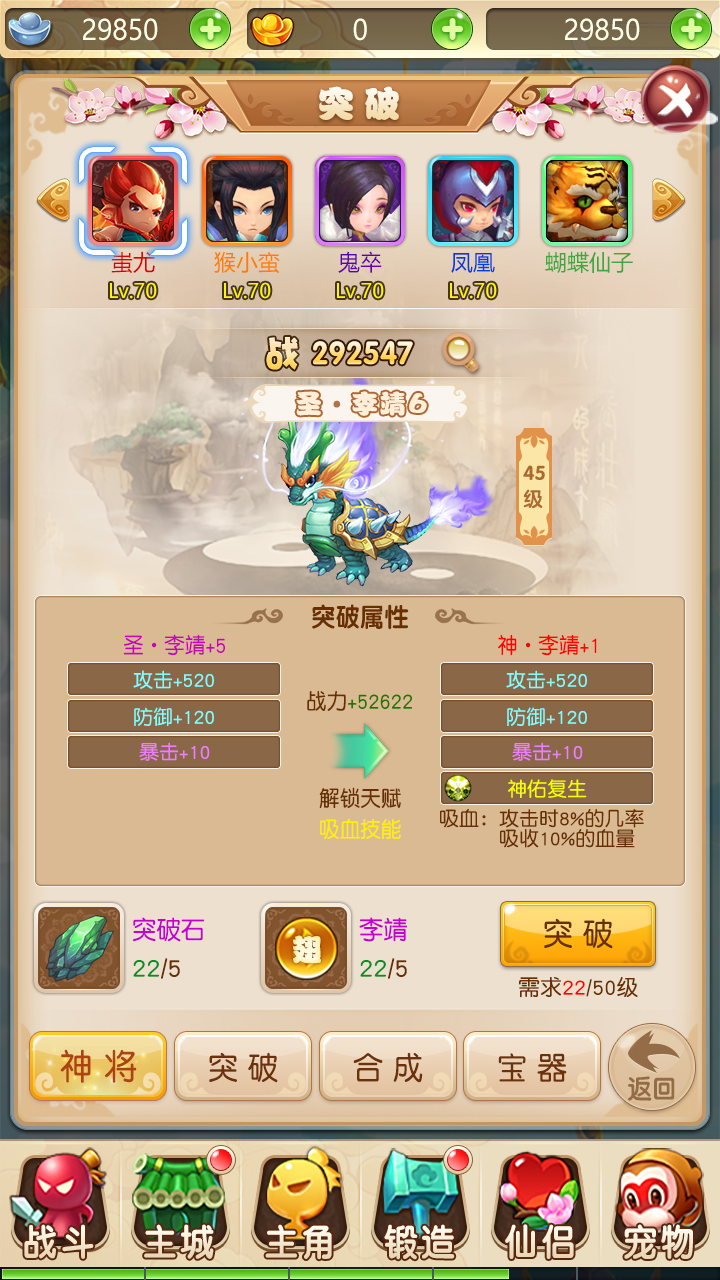 29850 0 29850
突破
蚩尤 猴小蛮 鬼卒 凤凰 蝴蝶仙子
Lv.70 Lv.70 Lv.70 Lv.70
战 292547
圣·李靖6
45
级
突破属性
圣·李靖+5
神·李靖+1
攻击+520
防御+120
暴击+10
战力+52622
解锁天赋
吸血技能
攻击+520
防御+120
暴击+10
神佑复生
吸血：攻击时8%的几率
吸收10%的血量
突破石
22/5
翅
李靖
22/5
突破
需求22/50级
神将 突破 合成 宝器 返回
战斗 主城 主角 锻造 仙侣 宠物